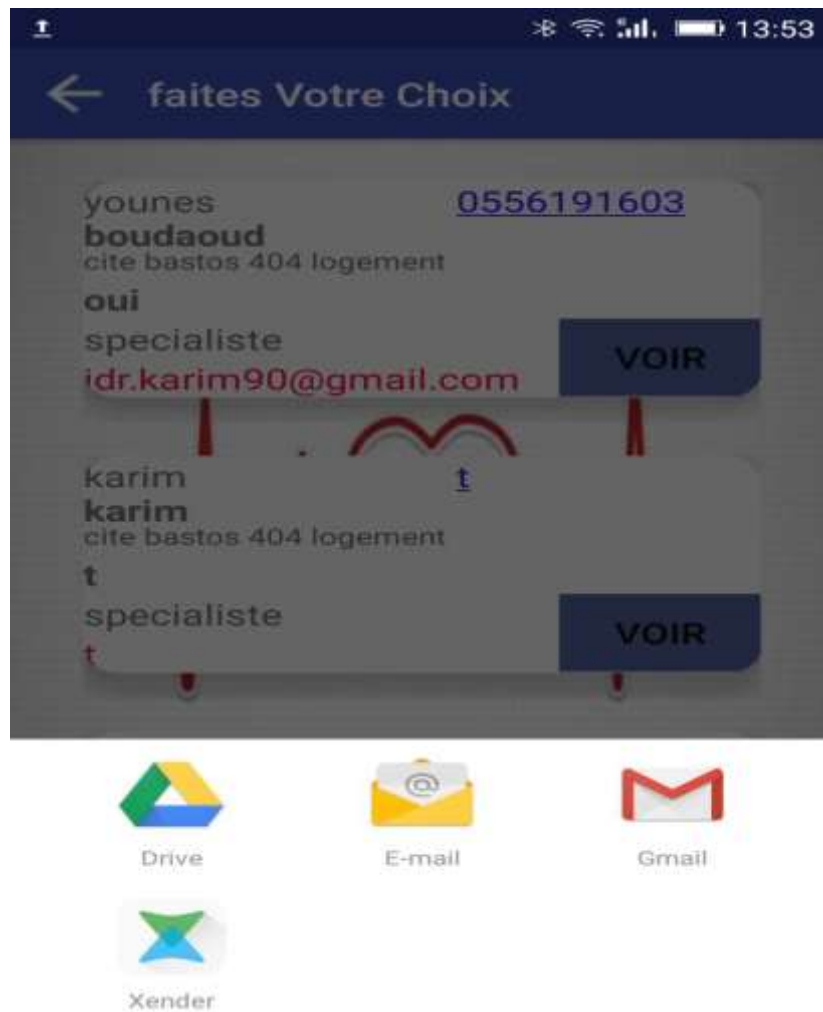 13:53
faites Votre Choix
younes 0556191603
boudaoud
cite bastos 404 logement
oui
specialiste
VOIR
idr.karim90@gmail.com
karim t
karim
cite bastos 404 logement
t
specialiste
VOIR
t
Drive E-mail Gmail
Xender